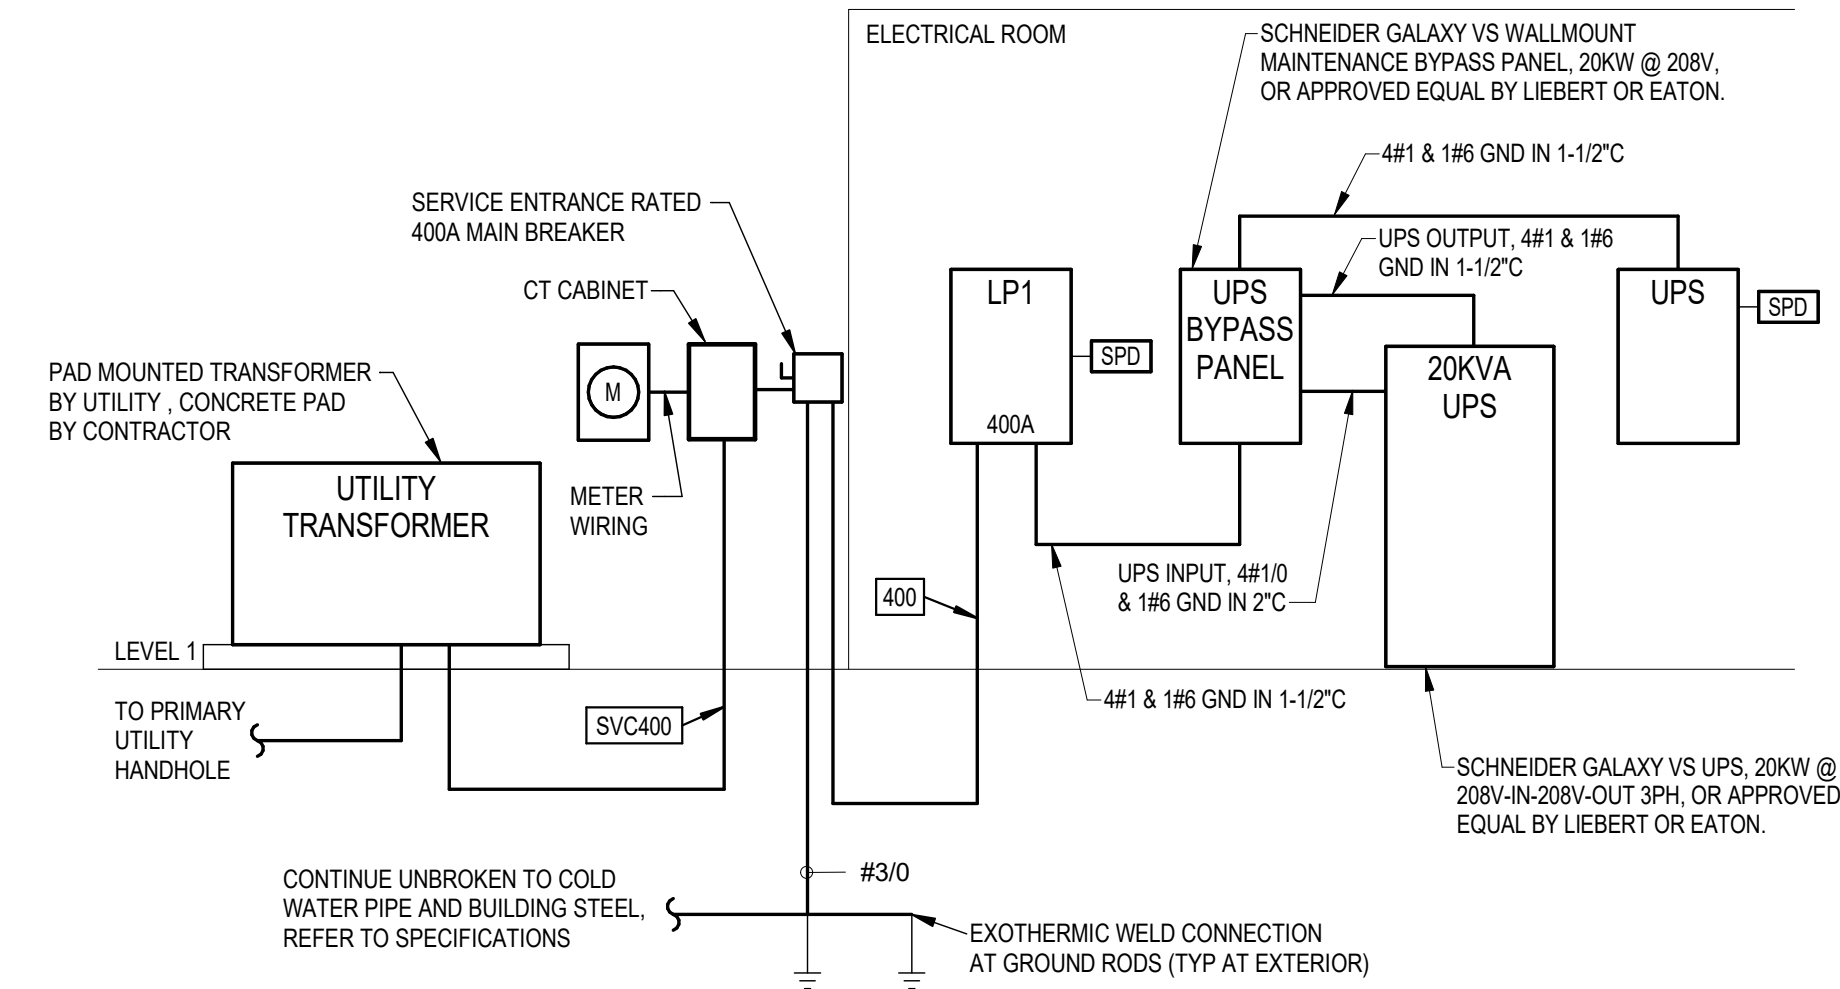 ELECTRICAL ROOM
SCHNEIDER GALAXY VS WALLMOUNT
MAINTENANCE BYPASS PANEL, 20KW @ 208V,
OR APPROVED EQUAL BY LIEBERT OR EATON.
4#1 & 1#6 GND IN 1-1/2"C
SERVICE ENTRANCE RATED
400A MAIN BREAKER
UPS OUTPUT, 4#1 & 1#6
GND IN 1-1/2"C
CT CABINET
LP1
400A
SPD
UPS
BYPASS
PANEL
UPS
SPD
PAD MOUNTED TRANSFORMER
BY UTILITY , CONCRETE PAD
BY CONTRACTOR
M
20KVA
UPS
UTILITY
TRANSFORMER
METER
WIRING
UPS INPUT, 4#1/0
& 1#6 GND IN 2"C
400
LEVEL 1
4#1 & 1#6 GND IN 1-1/2"C
TO PRIMARY
UTILITY
HANDHOLE
SVC400
SCHNEIDER GALAXY VS UPS, 20KW @
208V-IN-208V-OUT 3PH, OR APPROVED
EQUAL BY LIEBERT OR EATON.
#3/0
CONTINUE UNBROKEN TO COLD
WATER PIPE AND BUILDING STEEL,
REFER TO SPECIFICATIONS
EXOTHERMIC WELD CONNECTION
AT GROUND RODS (TYP AT EXTERIOR)